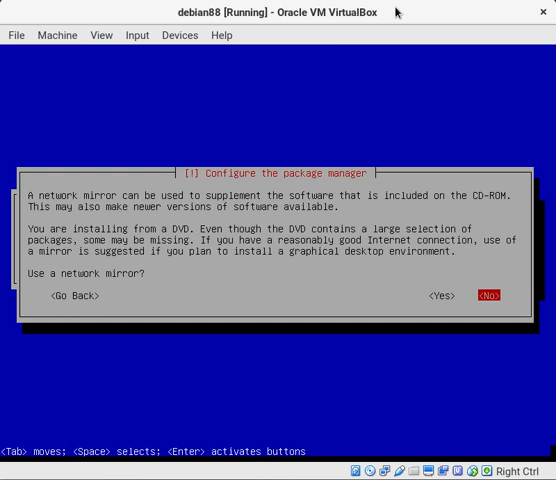 debian88 [Running] - Oracle VM VirtualBox
File Machine View Input Devices Help
[!] Configure the package manager
A network mirror can be used to supplement the software that is included on the CD-ROM.
This may also make newer versions of software available.
You are installing from a DVD. Even though the DVD contains a large selection of
packages, some may be missing. If you have a reasonably good Internet connection, use of
a mirror is suggested if you plan to install a graphical desktop environment.
Use a network mirror?
<Go Back> <Yes> <No>
<Tab> moves; <Space> selects; <Enter> activates buttons
Right Ctrl